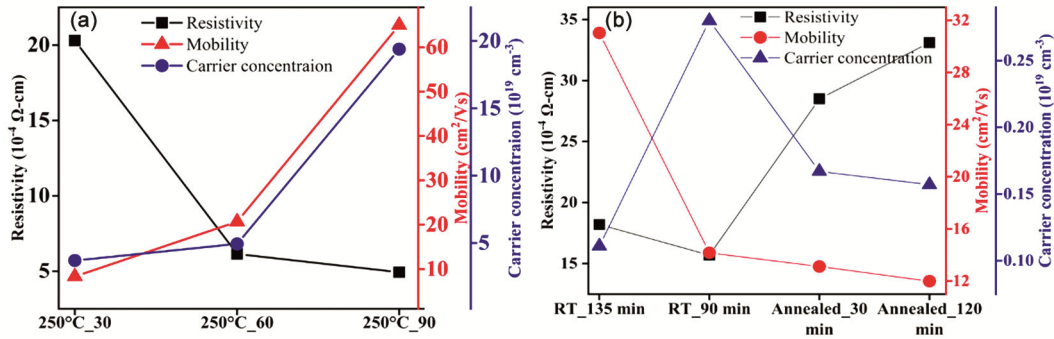 (a)
Resistivity
Mobility
Carrier concentraion
Resistivity (10⁻⁴ Ω-cm)
20
15
10
5
250°C_30
250°C_60
250°C_90
60
50
40
30
20
10
Mobility (cm²/Vs)
20
15
10
5
Carrier concentraion (10¹⁹ cm⁻³)
(b)
Resistivity
Mobility
Carrier concentration
Resistivity (10⁻⁴ Ω-cm)
35
30
25
20
15
RT_135 min
RT_90 min
Annealed_30
min
Annealed_120
min
32
28
24
20
16
12
Mobility (cm²/Vs)
0.25
0.20
0.15
0.10
Carrier concentration (10¹⁹ cm⁻³)